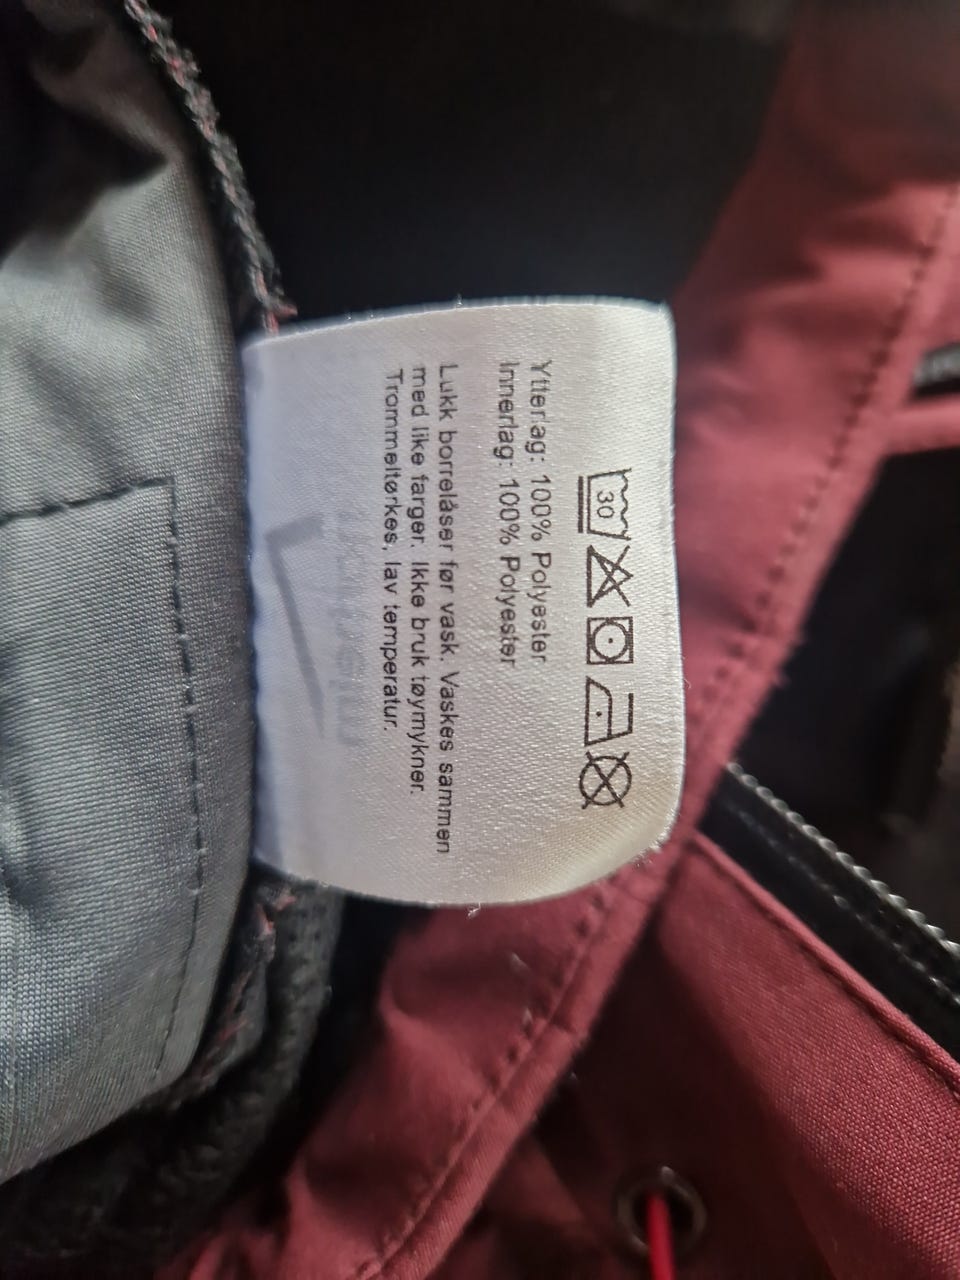 30
Ytterlag: 100% Polyester
Innerlag: 100% Polyester
Lukk borrelåser før vask. Vaskes sammen
med like farger. Ikke bruk tøymykner.
Trommeltørkes, lav temperatur.